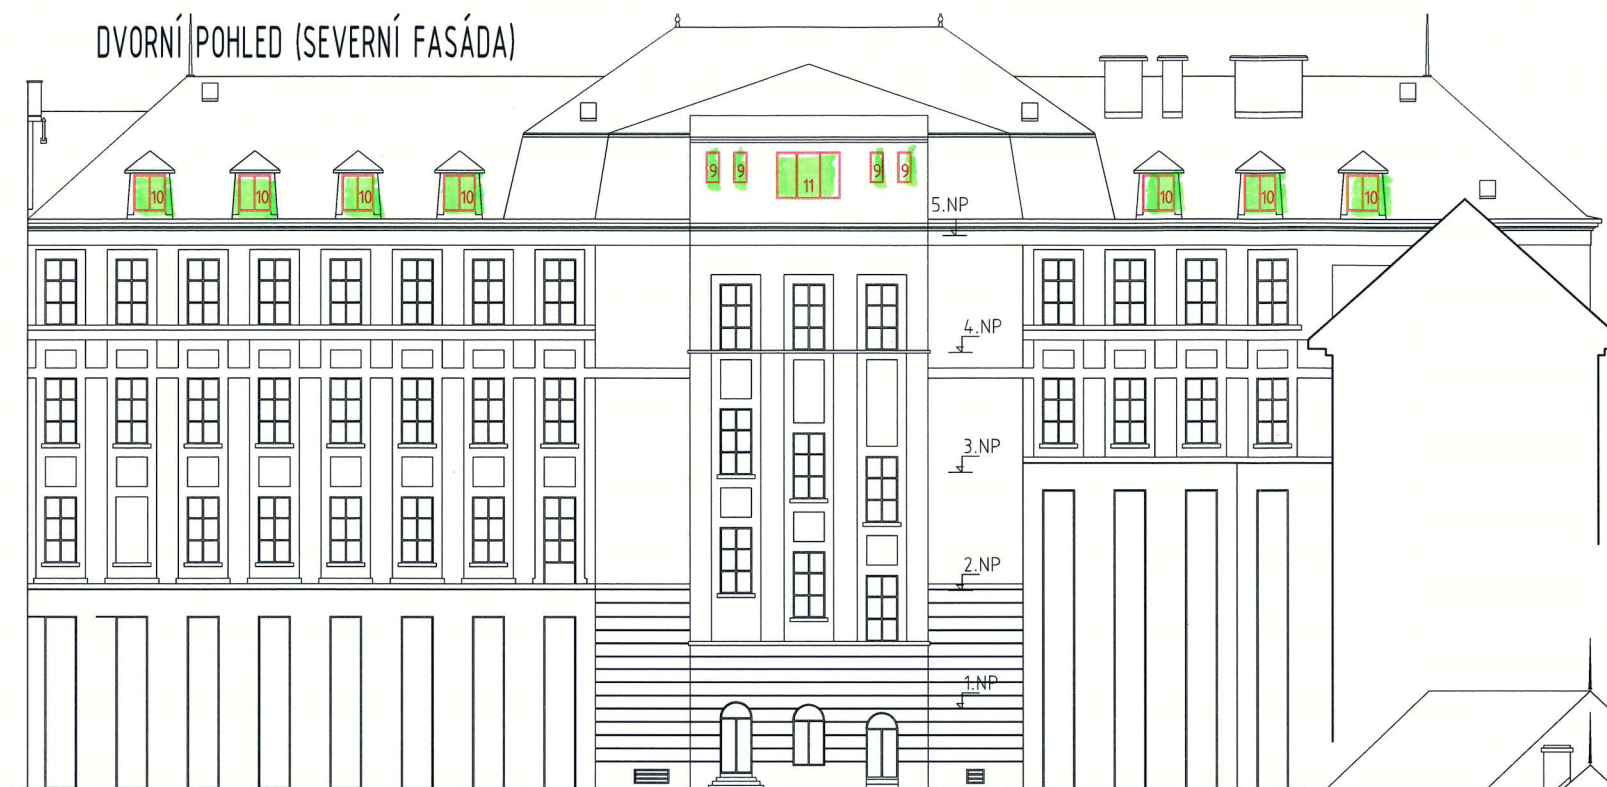 DVORNÍ POHLED (SEVERNÍ FASÁDA)
9 9 11 9 9
10 10 10 10 10 10 10
5.NP
4.NP
3.NP
2.NP
1.NP